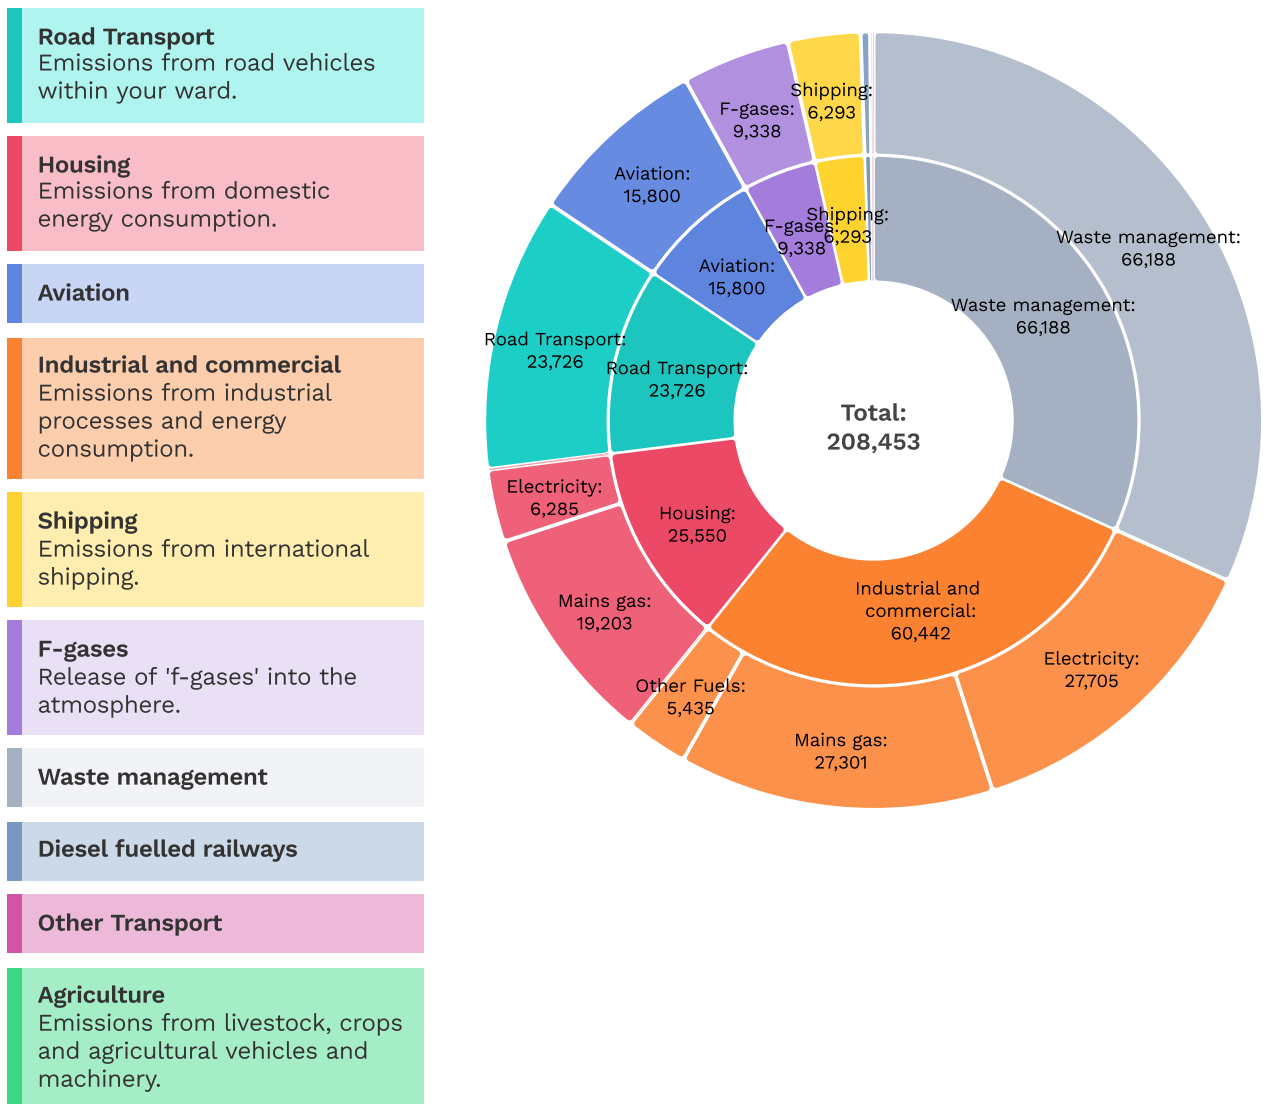 Road Transport
Emissions from road vehicles
within your ward.
Housing
Emissions from domestic
energy consumption.
Aviation
Industrial and commercial
Emissions from industrial
processes and energy
consumption.
Shipping
Emissions from international
shipping.
F-gases
Release of 'f-gases' into the
atmosphere.
Waste management
Diesel fuelled railways
Other Transport
Agriculture
Emissions from livestock, crops
and agricultural vehicles and
machinery.
Shipping:
6,293
F-gases:
9,338
Aviation:
15,800
Road Transport:
23,726
Electricity:
6,285
Mains gas:
19,203
Other Fuels:
5,435
Mains gas:
27,301
Electricity:
27,705
Waste management:
66,188
Shipping:
6,293
F-gases:
9,338
Aviation:
15,800
Road Transport:
23,726
Housing:
25,550
Industrial and
commercial:
60,442
Waste management:
66,188
Total:
208,453